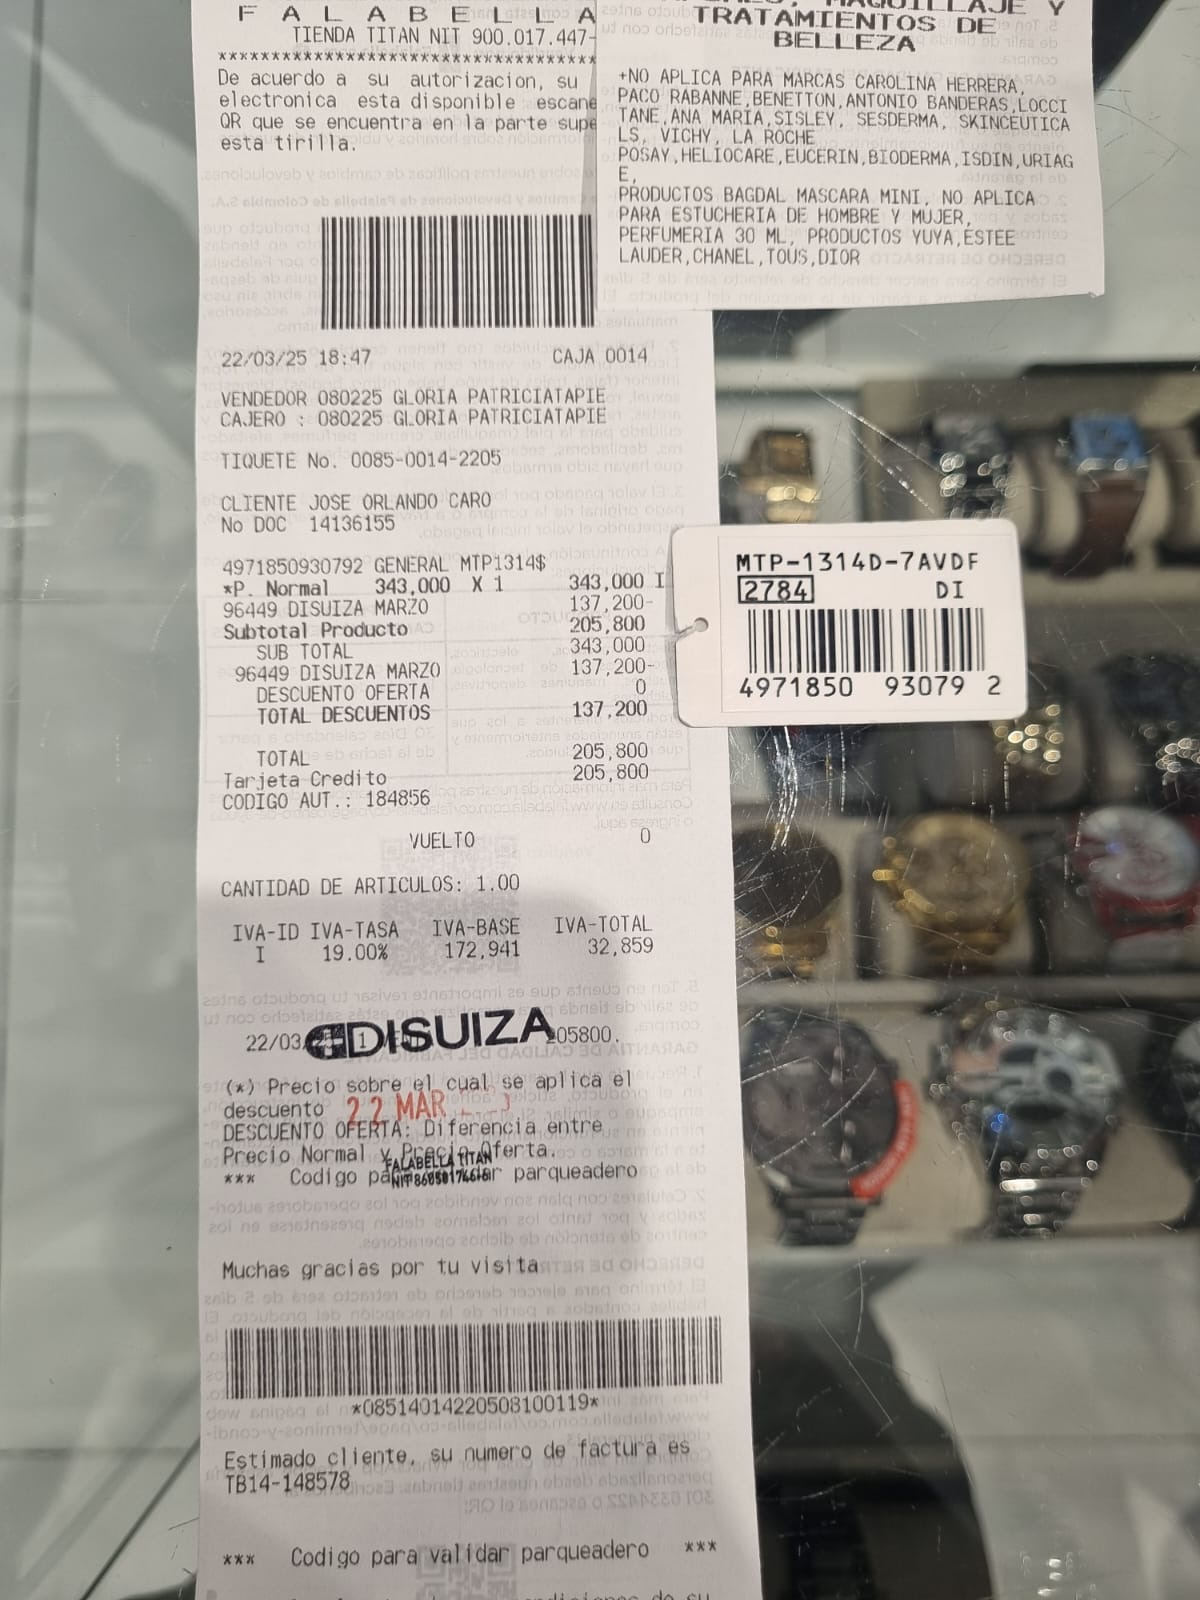 F A L A B E L L A
TIENDA TITAN NIT 900.017.447-
***********************************
De acuerdo a su autorizacion, su
electronica esta disponible escane
QR que se encuentra en la parte supe
esta tirilla.
22/03/25 18:47 CAJA 0014
VENDEDOR 080225 GLORIA PATRICIATAPIE
CAJERO : 080225 GLORIA PATRICIATAPIE
TIQUETE No. 0085-0014-2205
CLIENTE JOSE ORLANDO CARO
No DOC 14136155
4971850930792 GENERAL MTP1314$
*P. Normal 343,000 X 1 343,000 I
96449 DISUIZA MARZO 137,200-
Subtotal Producto 205,800
SUB TOTAL 343,000
96449 DISUIZA MARZO 137,200-
DESCUENTO OFERTA 0
TOTAL DESCUENTOS 137,200
TOTAL 205,800
Tarjeta Credito 205,800
CODIGO AUT.: 184856
VUELTO 0
CANTIDAD DE ARTICULOS: 1.00
IVA-ID IVA-TASA IVA-BASE IVA-TOTAL
I 19.00% 172,941 32,859
22/03 DISUIZA 205800.
(*) Precio sobre el cual se aplica el
descuento 22 MAR
DESCUENTO OFERTA: Diferencia entre
Precio Normal y Precio Oferta.
FALABELLA TITAN
*** Codigo para validar parqueadero
Muchas gracias por tu visita
*08514014220508100119*
Estimado cliente, su numero de factura es
TB14-148578
*** Codigo para validar parqueadero ***
MAQUILLAJE Y
TRATAMIENTOS DE
BELLEZA
+NO APLICA PARA MARCAS CAROLINA HERRERA,
PACO RABANNE,BENETTON,ANTONIO BANDERAS,LOCCI
TANE,ANA MARIA,SISLEY, SESDERMA, SKINCEUTICA
LS, VICHY, LA ROCHE
POSAY,HELIOCARE,EUCERIN,BIODERMA,ISDIN,URIAG
E,
PRODUCTOS BAGDAL MASCARA MINI, NO APLICA
PARA ESTUCHERIA DE HOMBRE Y MUJER,
PERFUMERIA 30 ML, PRODUCTOS YUYA,ESTEE
LAUDER,CHANEL,TOUS,DIOR
MTP-1314D-7AVDF
2784 DI
4971850 93079 2